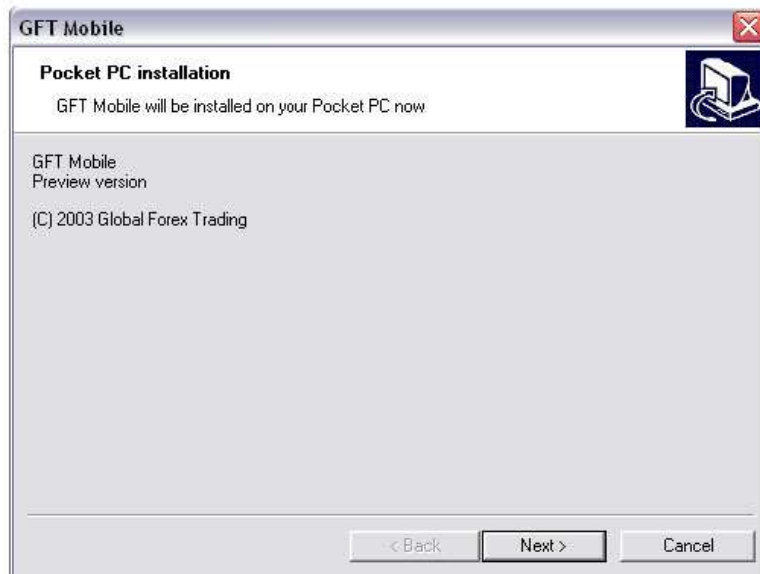 GFT Mobile
Pocket PC installation
GFT Mobile will be installed on your Pocket PC now
GFT Mobile
Preview version
(C) 2003 Global Forex Trading
< Back
Next >
Cancel